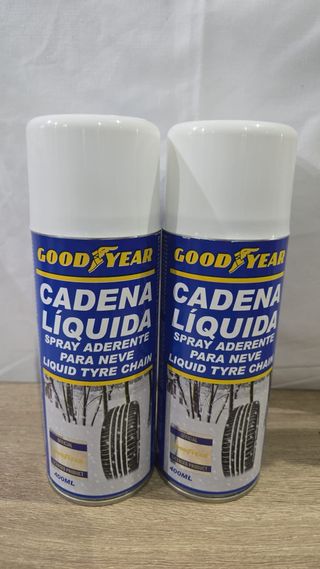 GOODYEAR
CADENA
LÍQUIDA
SPRAY ADERENTE
PARA NEVE
LIQUID TYRE CHAIN
400ML
GOODYEAR
CADENA
LÍQUIDA
SPRAY ADERENTE
PARA NEVE
LIQUID TYRE CHAIN
400ML